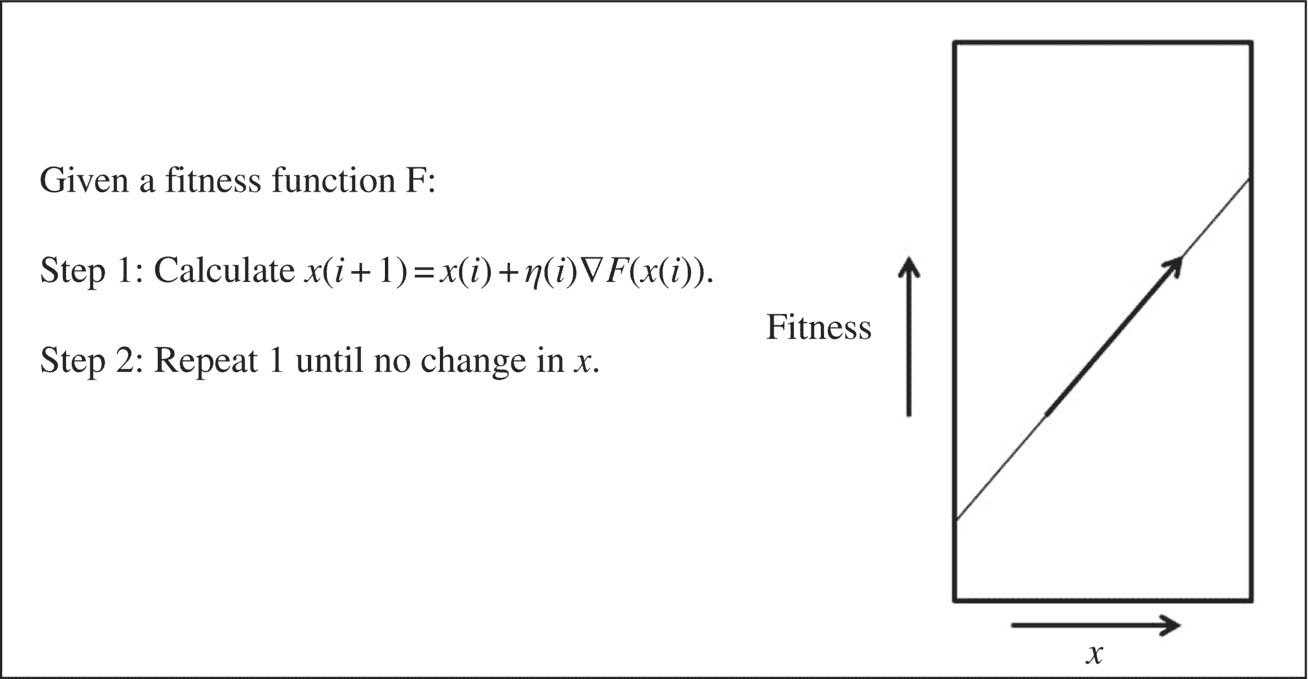 Given a fitness function F:
Step 1: Calculate x(i + 1) = x(i) + η(i)∇F(x(i)).
Step 2: Repeat 1 until no change in x.
Fitness
x